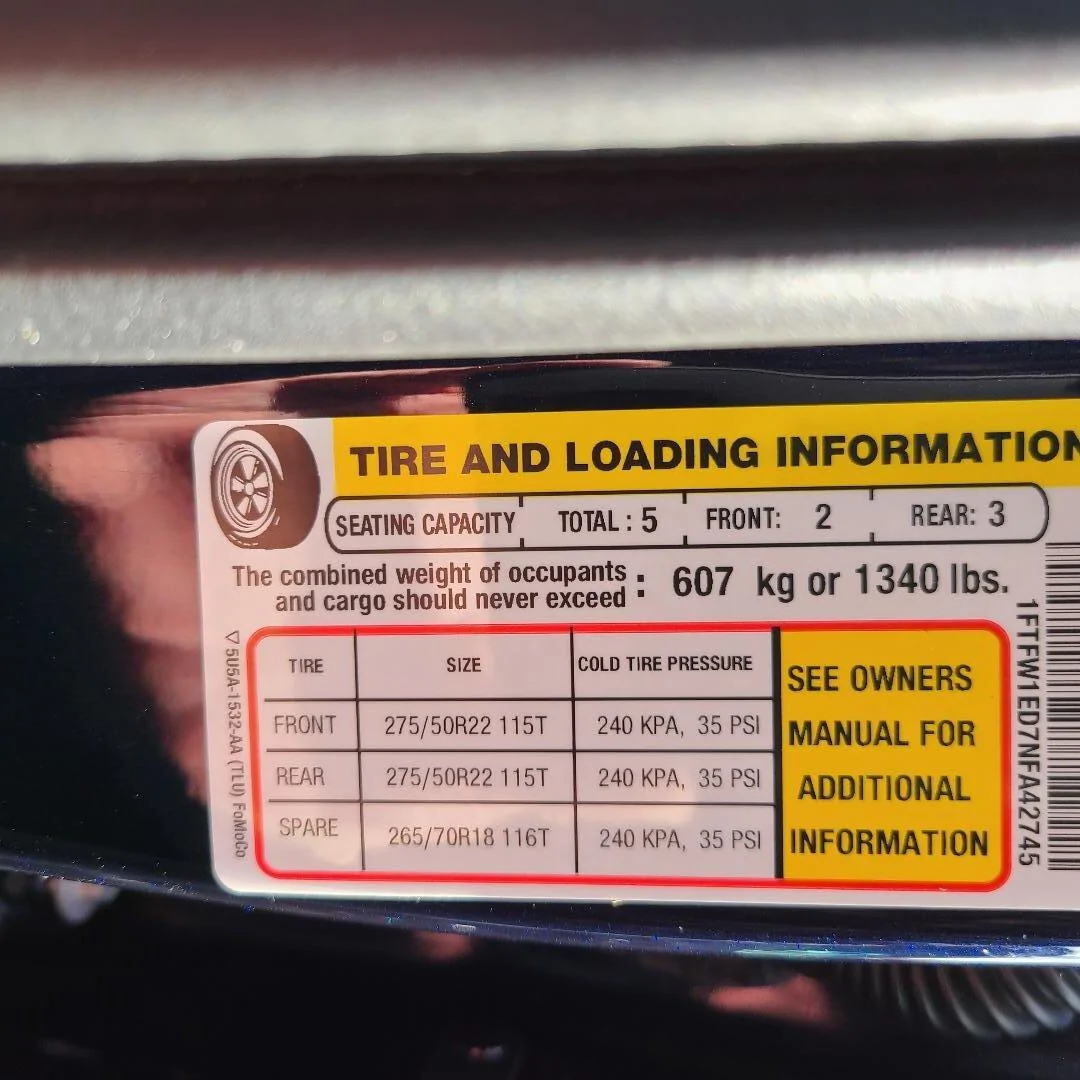 TIRE AND LOADING INFORMATION
SEATING CAPACITY TOTAL : 5 FRONT: 2 REAR: 3
The combined weight of occupants
and cargo should never exceed : 607 kg or 1340 lbs.
TIRE SIZE COLD TIRE PRESSURE
FRONT 275/50R22 115T 240 KPA, 35 PSI
REAR 275/50R22 115T 240 KPA, 35 PSI
SPARE 265/70R18 116T 240 KPA, 35 PSI
SEE OWNERS
MANUAL FOR
ADDITIONAL
INFORMATION
5U5A-1532-AA (TLU) FoMoCo
1FTFW1ED7NFA42745